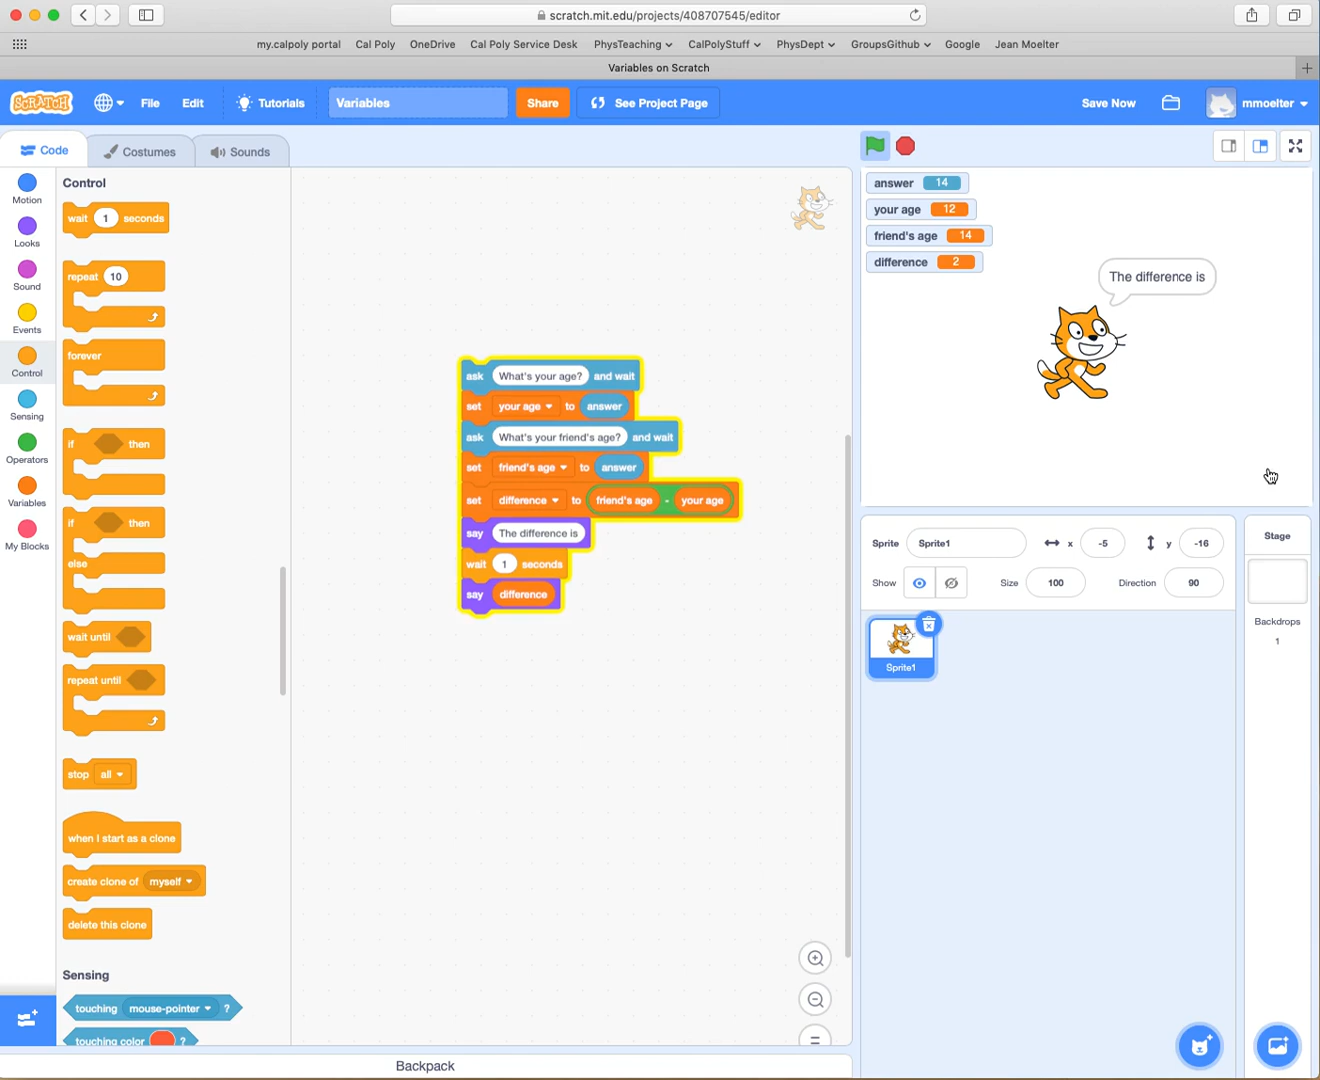 scratch.mit.edu/projects/408707545/editor
my.calpoly portal Cal Poly OneDrive Cal Poly Service Desk PhysTeaching CalPolyStuff PhysDept GroupsGithub Google Jean Moelter
Variables on Scratch
SCRATCH File Edit Tutorials Variables Share See Project Page Save Now mmoelter
Code Costumes Sounds
Motion
Looks
Sound
Events
Control
Sensing
Operators
Variables
My Blocks
Control
wait 1 seconds
repeat 10
forever
if then
if then
else
wait until
repeat until
stop all
when I start as a clone
create clone of myself
delete this clone
Sensing
touching mouse-pointer ?
touching color ?
ask What's your age? and wait
set your age to answer
ask What's your friend's age? and wait
set friend's age to answer
set difference to friend's age - your age
say The difference is
wait 1 seconds
say difference
Backpack
answer 14
your age 12
friend's age 14
difference 2
The difference is
Sprite Sprite1 x -5 y -16
Show Size 100 Direction 90
Sprite1
Stage
Backdrops
1